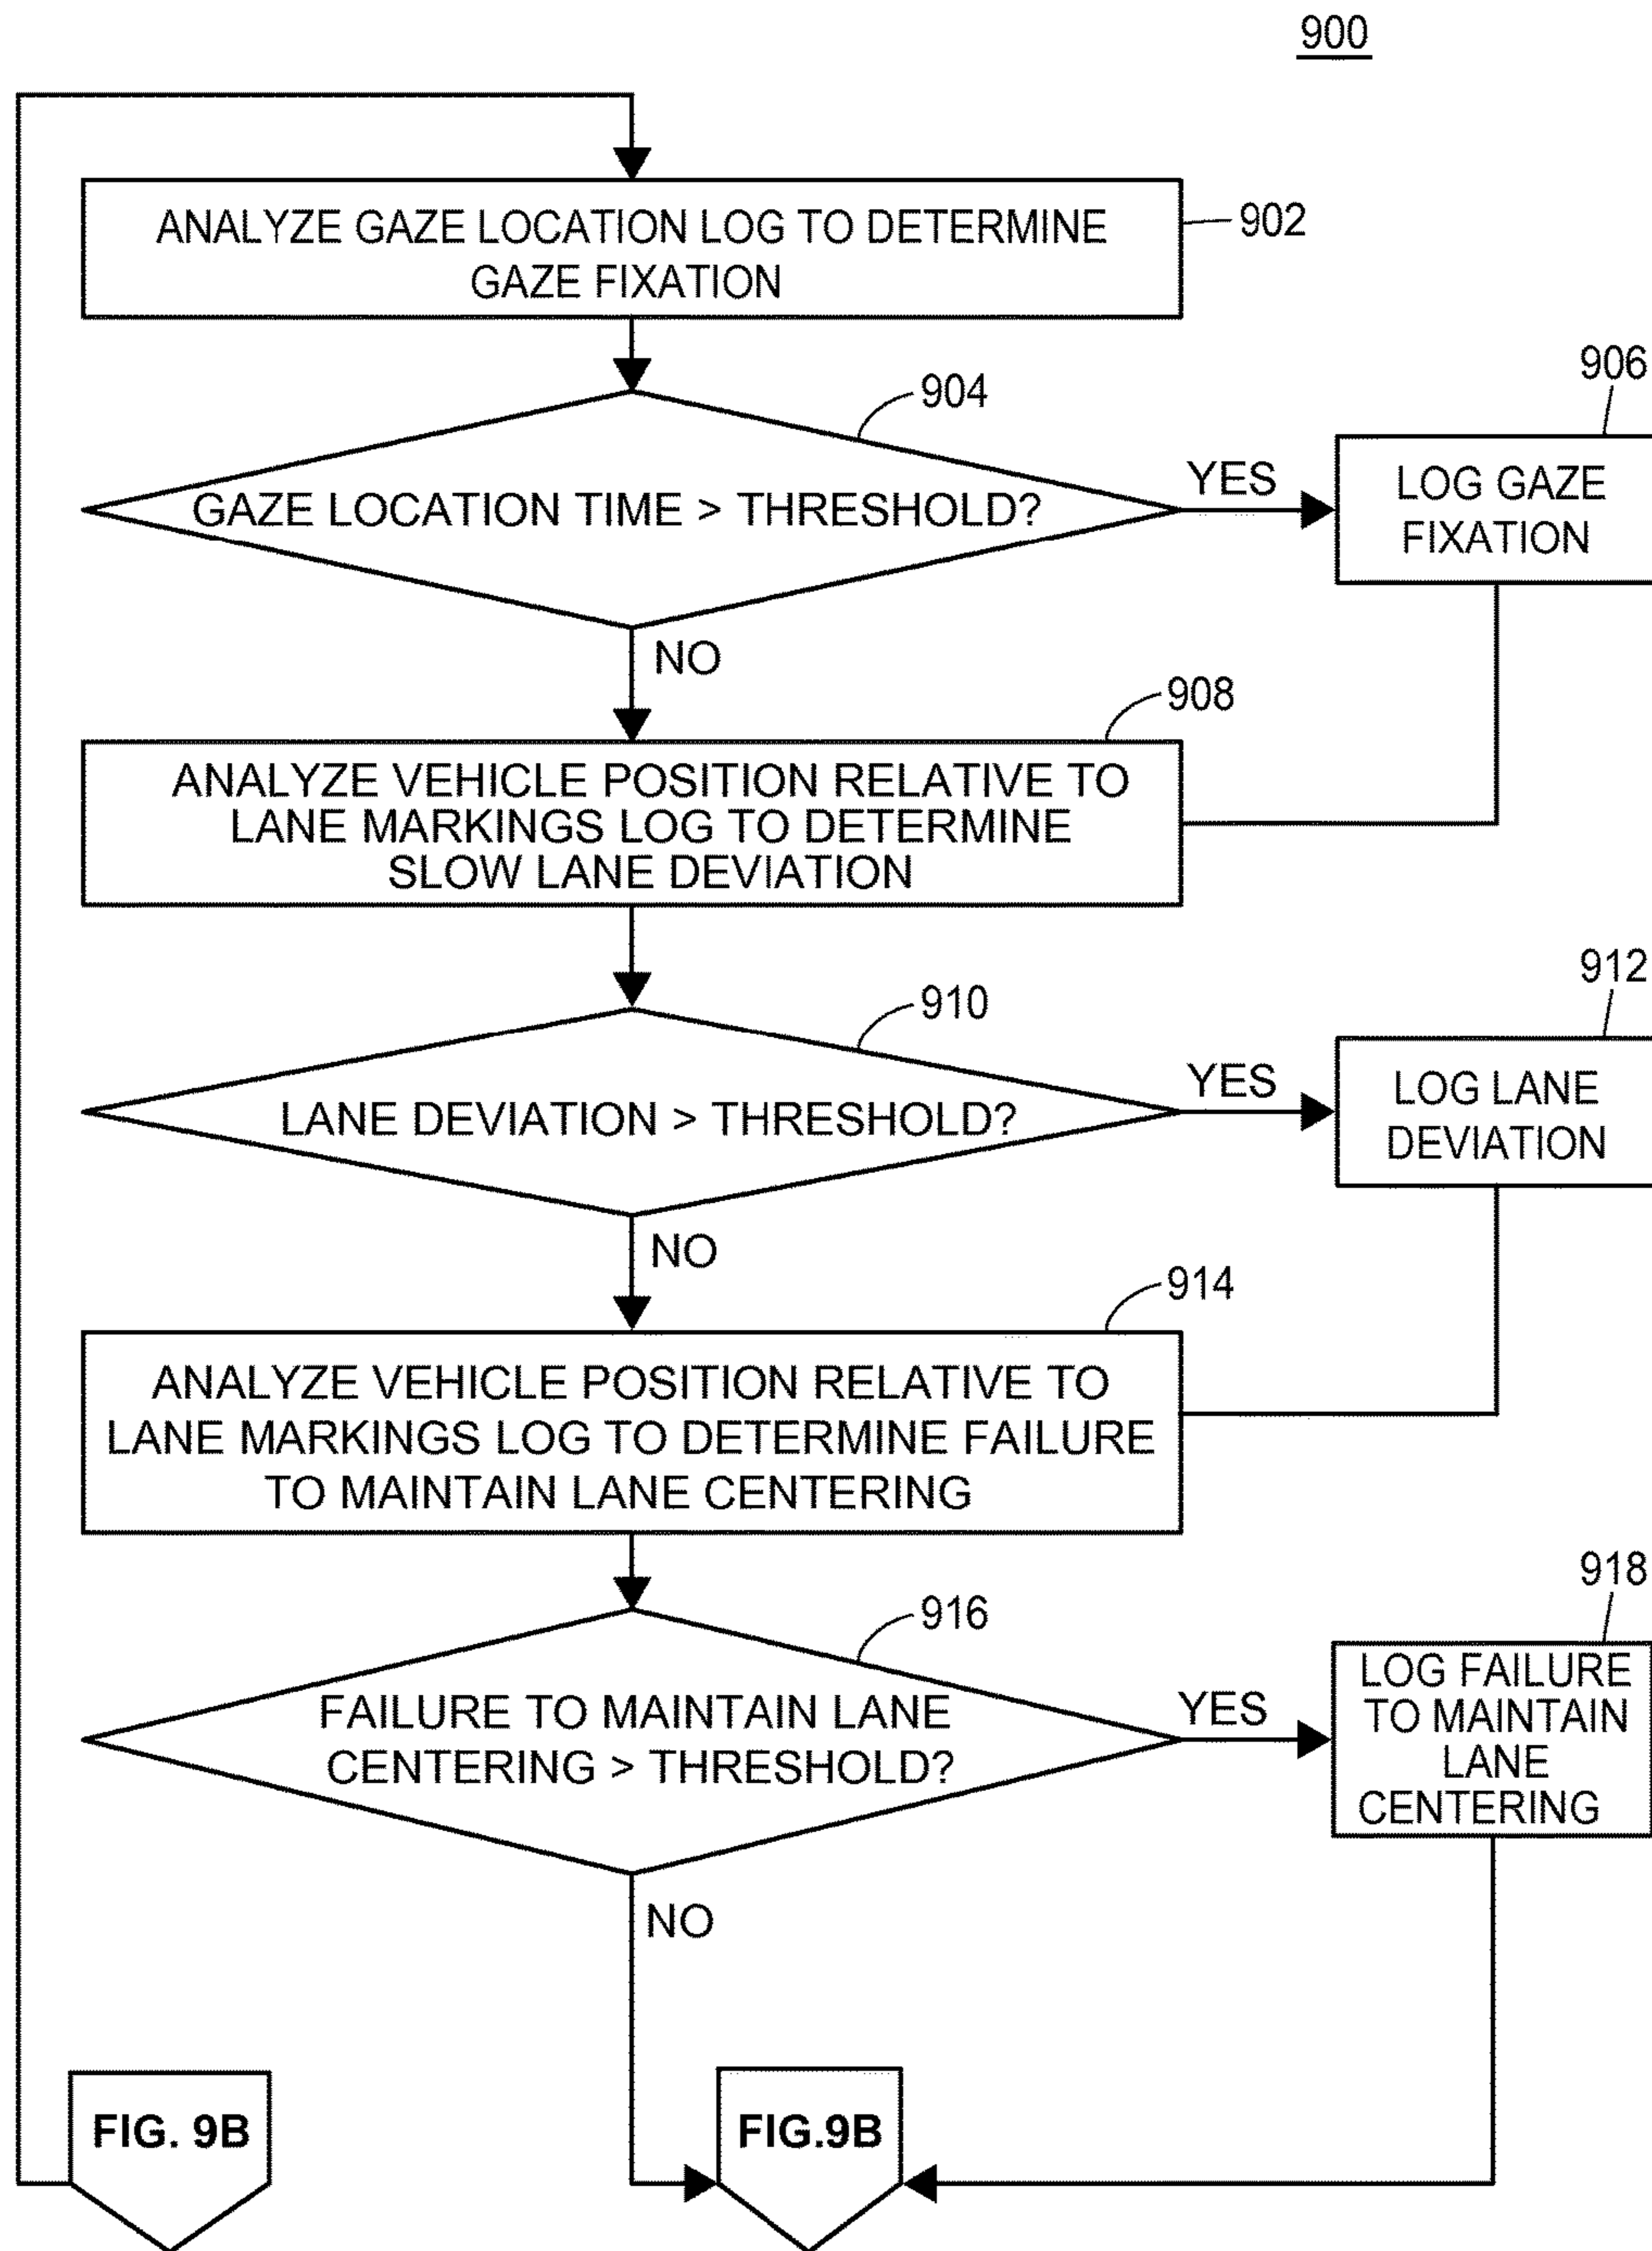 900
ANALYZE GAZE LOCATION LOG TO DETERMINE
GAZE FIXATION
902
904
GAZE LOCATION TIME > THRESHOLD?
YES
906
LOG GAZE
FIXATION
NO
908
ANALYZE VEHICLE POSITION RELATIVE TO
LANE MARKINGS LOG TO DETERMINE
SLOW LANE DEVIATION
910
LANE DEVIATION > THRESHOLD?
YES
912
LOG LANE
DEVIATION
NO
914
ANALYZE VEHICLE POSITION RELATIVE TO
LANE MARKINGS LOG TO DETERMINE FAILURE
TO MAINTAIN LANE CENTERING
916
FAILURE TO MAINTAIN LANE
CENTERING > THRESHOLD?
YES
918
LOG FAILURE
TO MAINTAIN
LANE
CENTERING
NO
FIG. 9B
FIG.9B